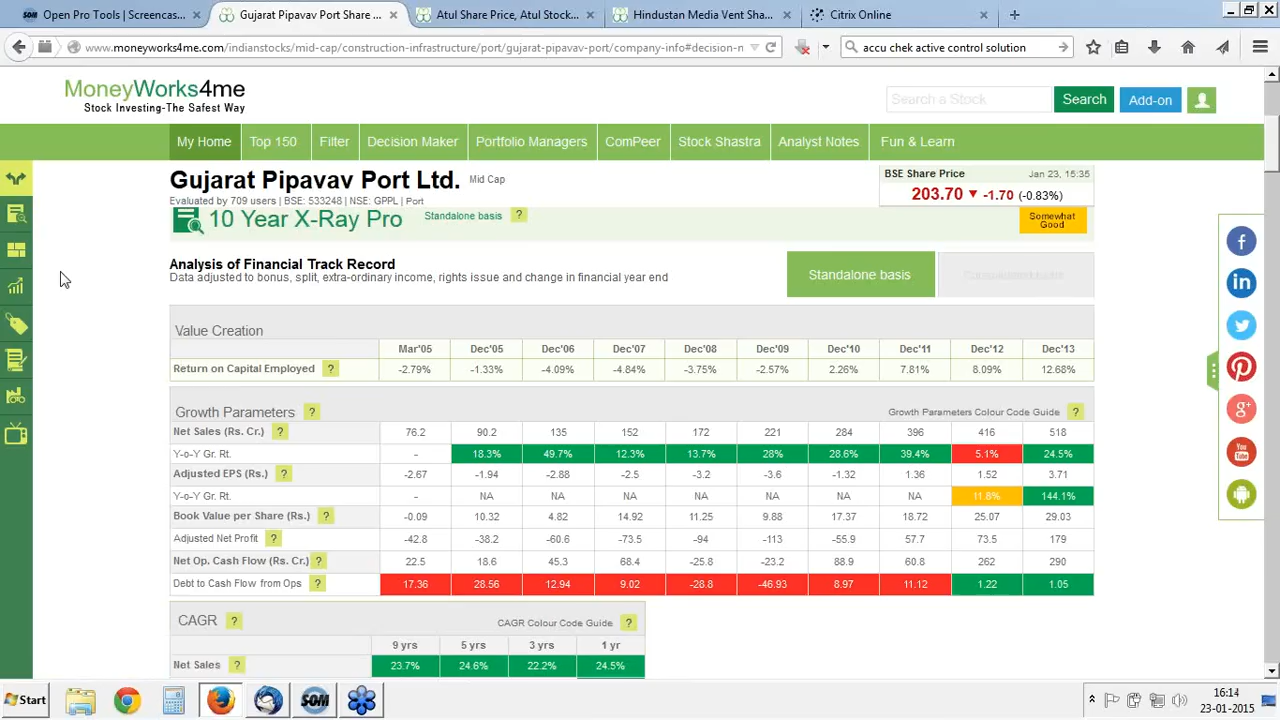 Open Pro Tools | Screencas...
Gujarat Pipavav Port Share ...
Atul Share Price, Atul Stock...
Hindustan Media Vent Sha...
Citrix Online
www.moneyworks4me.com/indianstocks/mid-cap/construction-infrastructure/port/gujarat-pipavav-port/company-info#decision-m
accu chek active control solution
MoneyWorks4me
Stock Investing-The Safest Way
Search a Stock
Search
Add-on
My Home Top 150 Filter Decision Maker Portfolio Managers ComPeer Stock Shastra Analyst Notes Fun & Learn
Gujarat Pipavav Port Ltd. Mid Cap
BSE Share Price Jan 23, 15:35
203.70 ▼ -1.70 (-0.83%)
Evaluated by 709 users | BSE: 533248 | NSE: GPPL | Port
10 Year X-Ray Pro Standalone basis ?
Somewhat
Good
Analysis of Financial Track Record
Data adjusted to bonus, split, extra-ordinary income, rights issue and change in financial year end
Standalone basis
Value Creation
Mar'05 Dec'05 Dec'06 Dec'07 Dec'08 Dec'09 Dec'10 Dec'11 Dec'12 Dec'13
Return on Capital Employed ? -2.79% -1.33% -4.09% -4.84% -3.75% -2.57% 2.26% 7.81% 8.09% 12.68%
Growth Parameters ? Growth Parameters Colour Code Guide ?
Net Sales (Rs. Cr.) ? 76.2 90.2 135 152 172 221 284 396 416 518
Y-o-Y Gr. Rt. - 18.3% 49.7% 12.3% 13.7% 28% 28.6% 39.4% 5.1% 24.5%
Adjusted EPS (Rs.) ? -2.67 -1.94 -2.88 -2.5 -3.2 -3.6 -1.32 1.36 1.52 3.71
Y-o-Y Gr. Rt. - NA NA NA NA NA NA NA 11.8% 144.1%
Book Value per Share (Rs.) ? -0.09 10.32 4.82 14.92 11.25 9.88 17.37 18.72 25.07 29.03
Adjusted Net Profit ? -42.8 -38.2 -60.6 -73.5 -94 -113 -55.9 57.7 73.5 179
Net Op. Cash Flow (Rs. Cr.) ? 22.5 18.6 45.3 68.4 -25.8 -23.2 88.9 60.8 262 290
Debt to Cash Flow from Ops ? 17.36 28.56 12.94 9.02 -28.8 -46.93 8.97 11.12 1.22 1.05
CAGR ? CAGR Colour Code Guide ?
9 yrs 5 yrs 3 yrs 1 yr
Net Sales ? 23.7% 24.6% 22.2% 24.5%
Start
SOM
16:14
23-01-2015